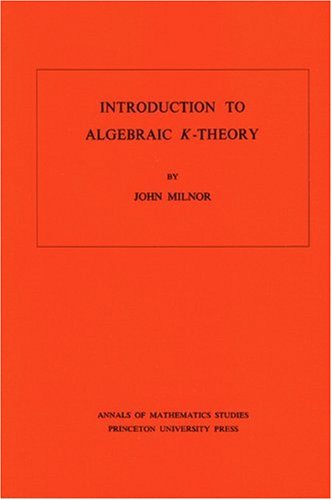 INTRODUCTION TO
ALGEBRAIC K-THEORY
BY
JOHN MILNOR
ANNALS OF MATHEMATICS STUDIES
PRINCETON UNIVERSITY PRESS